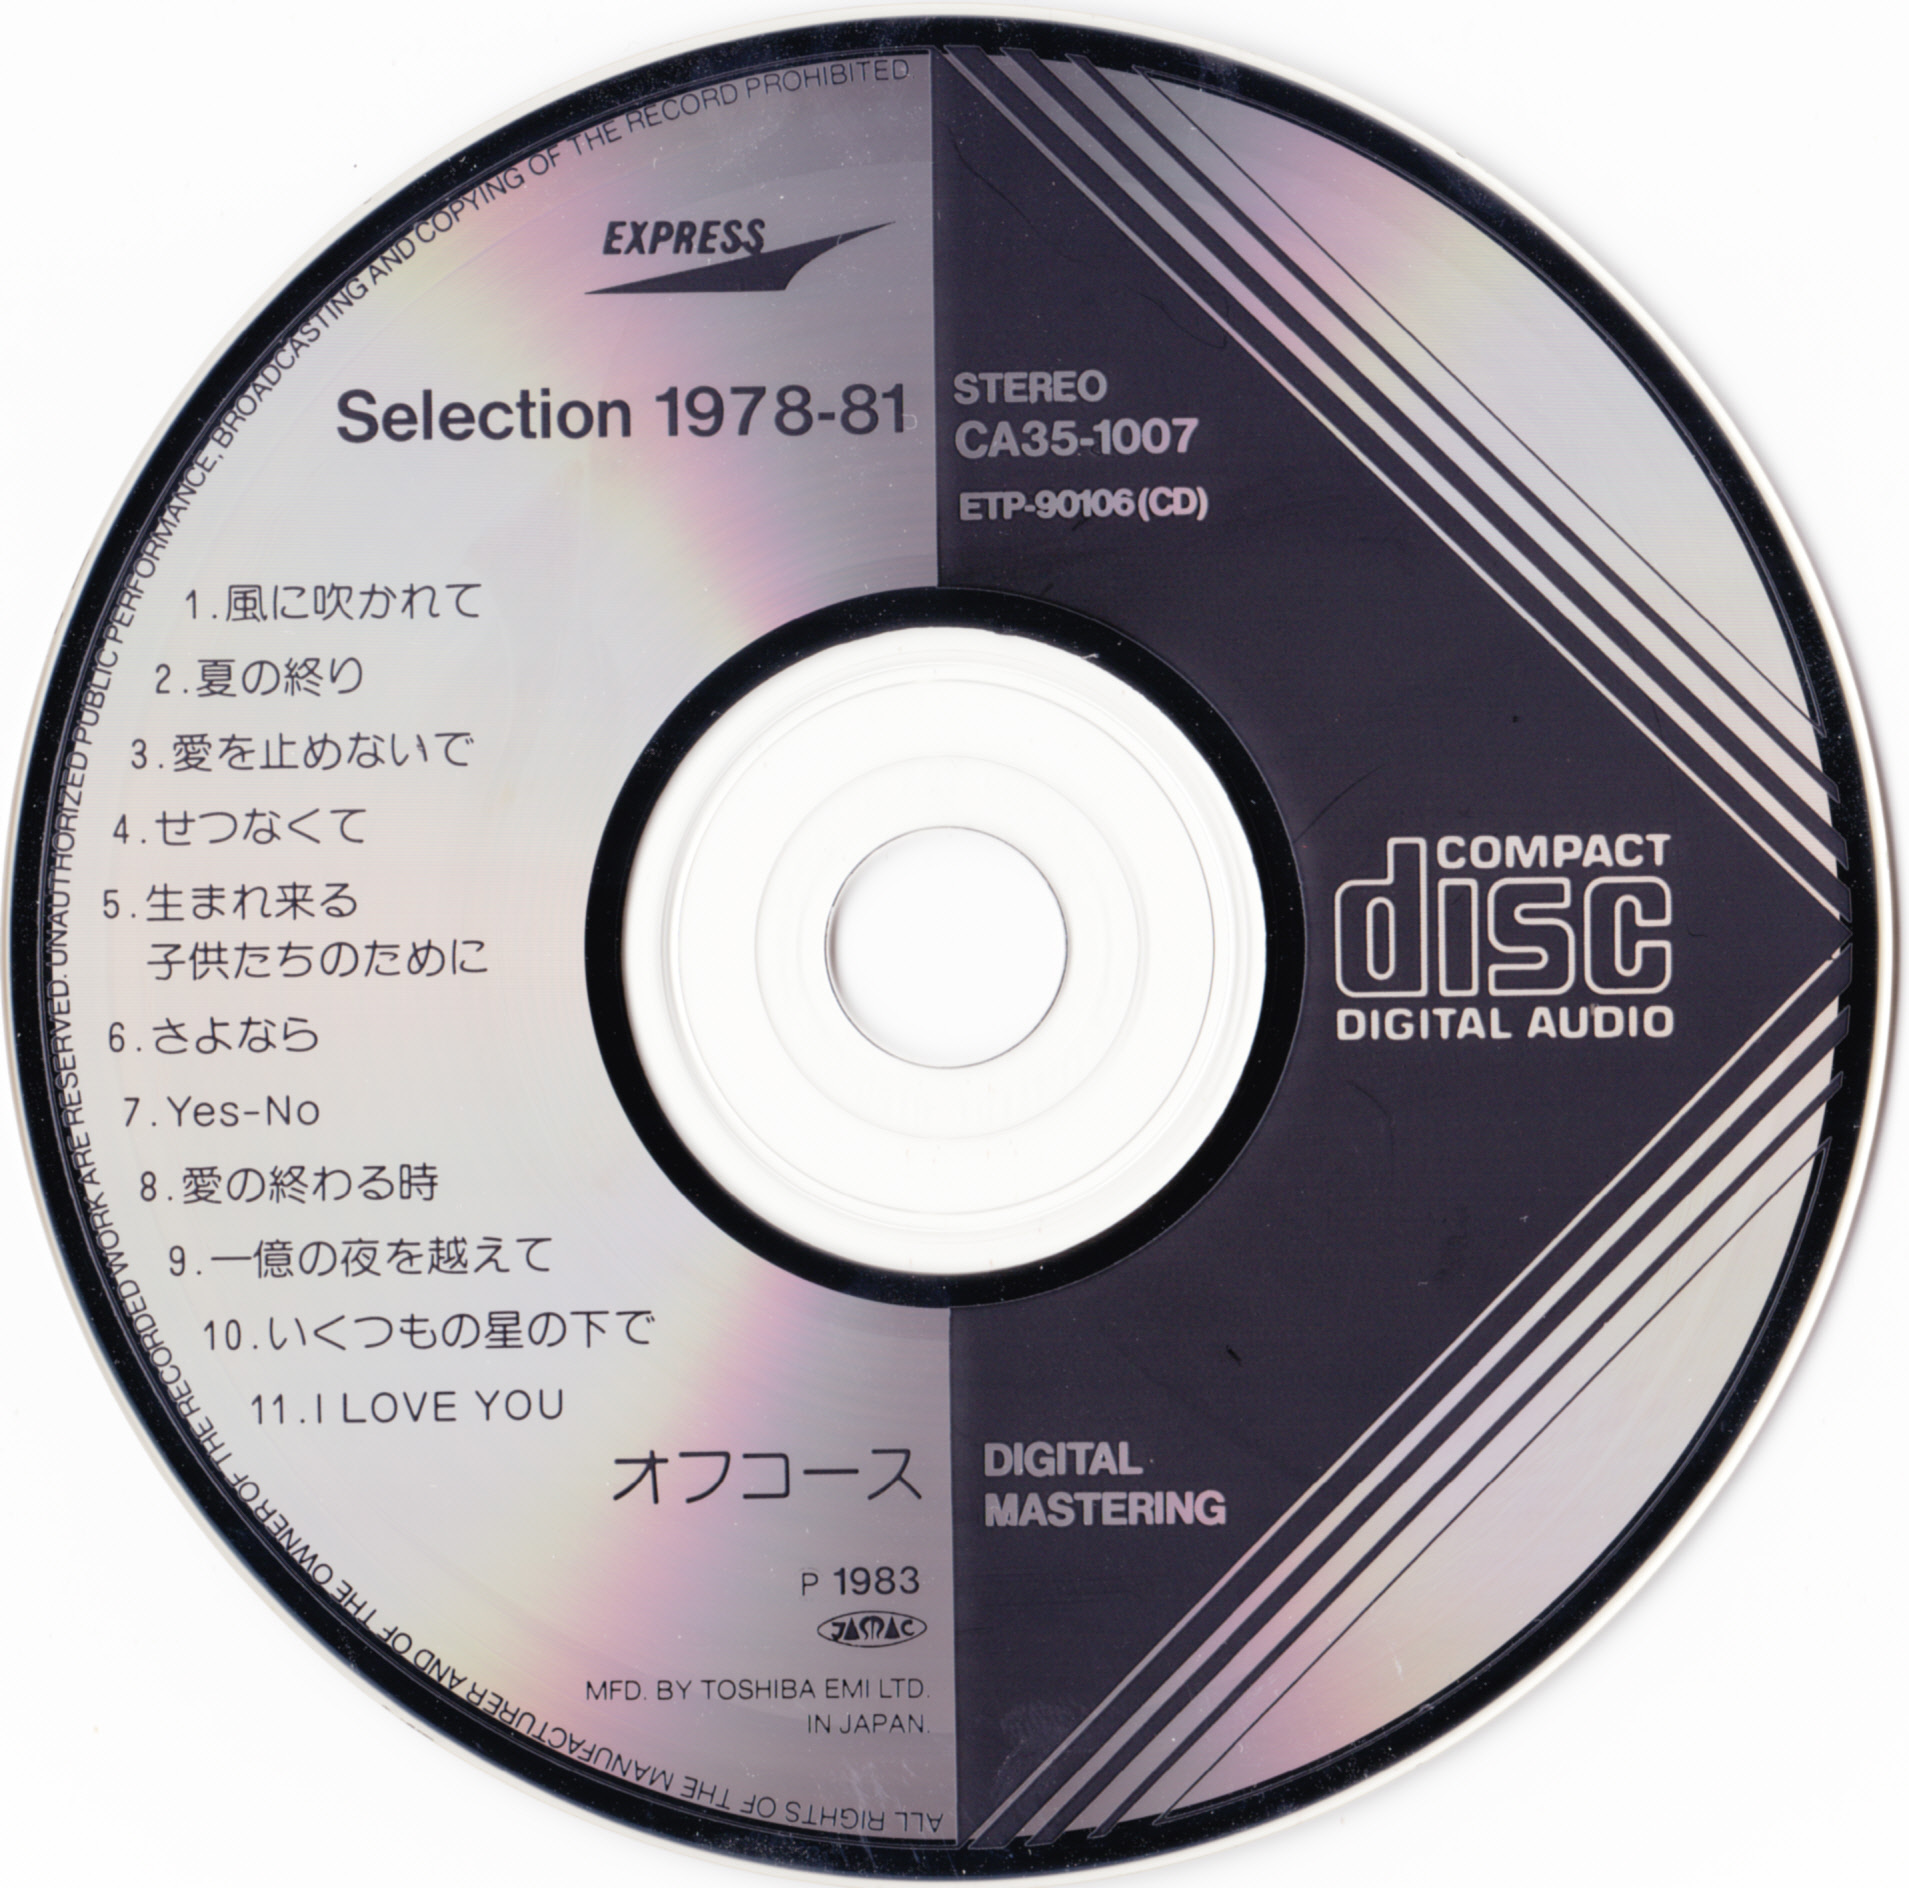 EXPRESS
Selection 1978-81
STEREO
CA35-1007
ETP-90106(CD)
1.風に吹かれて
2.夏の終り
3.愛を止めないで
4.せつなくて
5.生まれ来る
子供たちのために
6.さよなら
7.Yes-No
8.愛の終わる時
9.一億の夜を越えて
10.いくつもの星の下で
11.I LOVE YOU
オフコース
P 1983
JASRAC
MFD. BY TOSHIBA EMI LTD.
IN JAPAN.
COMPACT
disc
DIGITAL AUDIO
DIGITAL
MASTERING
ALL RIGHTS OF THE MANUFACTURER AND OF THE OWNER OF THE RECORDED WORK ARE RESERVED. UNAUTHORIZED PUBLIC PERFORMANCE, BROADCASTING AND COPYING OF THE RECORD PROHIBITED